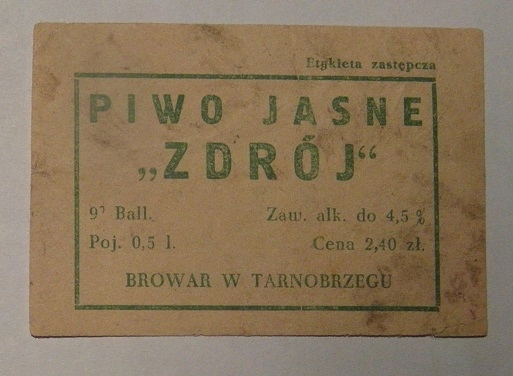 Etykieta zastępcza
PIWO JASNE
„ZDRÓJ“
9° Ball. Zaw. alk. do 4,5 %
Poj. 0,5 l. Cena 2,40 zł.
BROWAR W TARNOBRZEGU